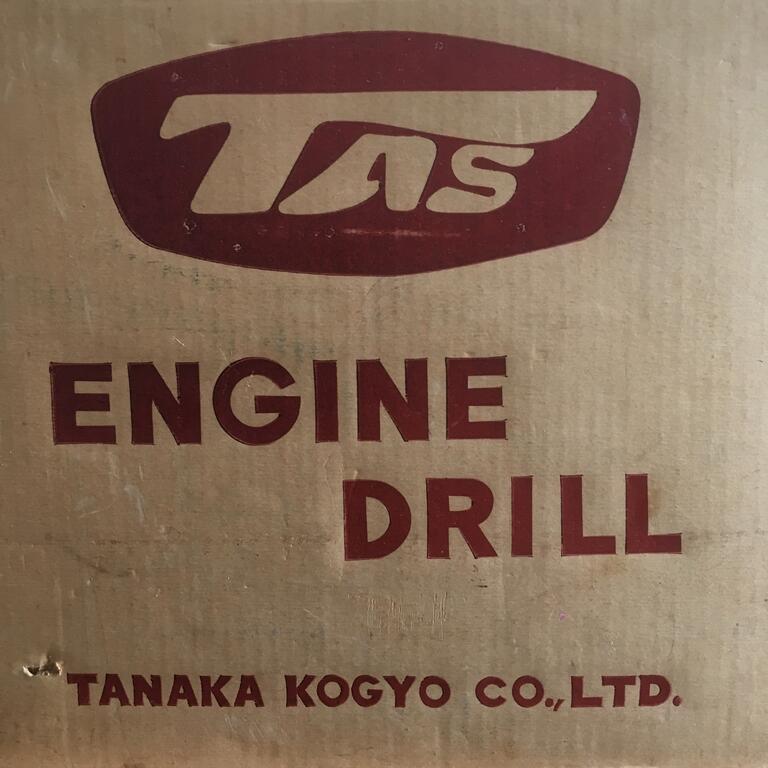 TAS
ENGINE
DRILL
TANAKA KOGYO CO.,LTD.